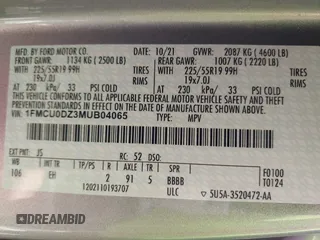 MFD. BY FORD MOTOR CO.
DATE: 10/21 GVWR: 2087 KG ( 4600 LB)
FRONT GAWR: 1134 KG ( 2500 LB) REAR GAWR: 1007 KG ( 2220 LB)
WITH 225/55R19 99H WITH 225/55R19 99H
19x7.0J 19x7.0J
AT 230 kPa/ 33 PSI COLD AT 230 kPa/ 33 PSI COLD
THIS VEHICLE CONFORMS TO ALL APPLICABLE FEDERAL MOTOR VEHICLE SAFETY AND THEFT PREVENTION STANDARDS IN EFFECT ON THE DATE OF MANUFACTURE SHOWN ABOVE.
VIN: 1FMCU0DZ3MUB04065
TYPE: MPV
EXT PNT: JS RC: 52 DSO:
WB INT TR AXLE TR SPR F0100
106 EH 2 91 5 BBBB T0124
1202110193707 ULC 5U5A-3520472-AA
DREAMBID